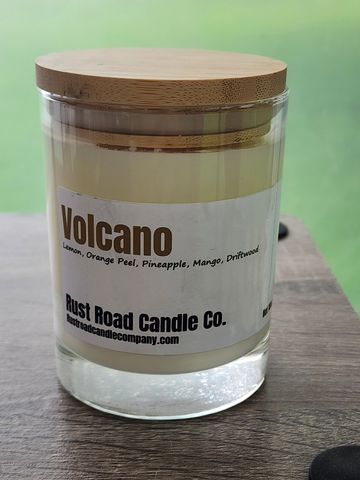 Volcano
Lemon, Orange Peel, Pineapple, Mango, Driftwood
Rust Road Candle Co.
Rustroadcandlecompany.com